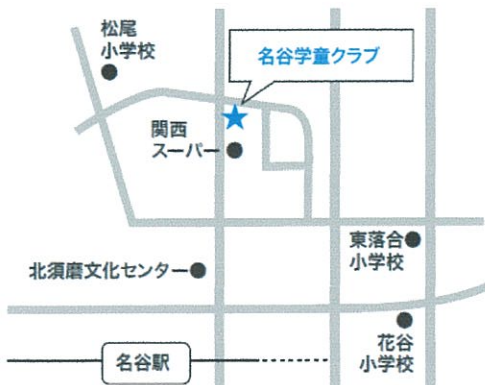 松尾
小学校
名谷学童クラブ
関西
スーパー
東落合
小学校
北須磨文化センター
花谷
小学校
名谷駅